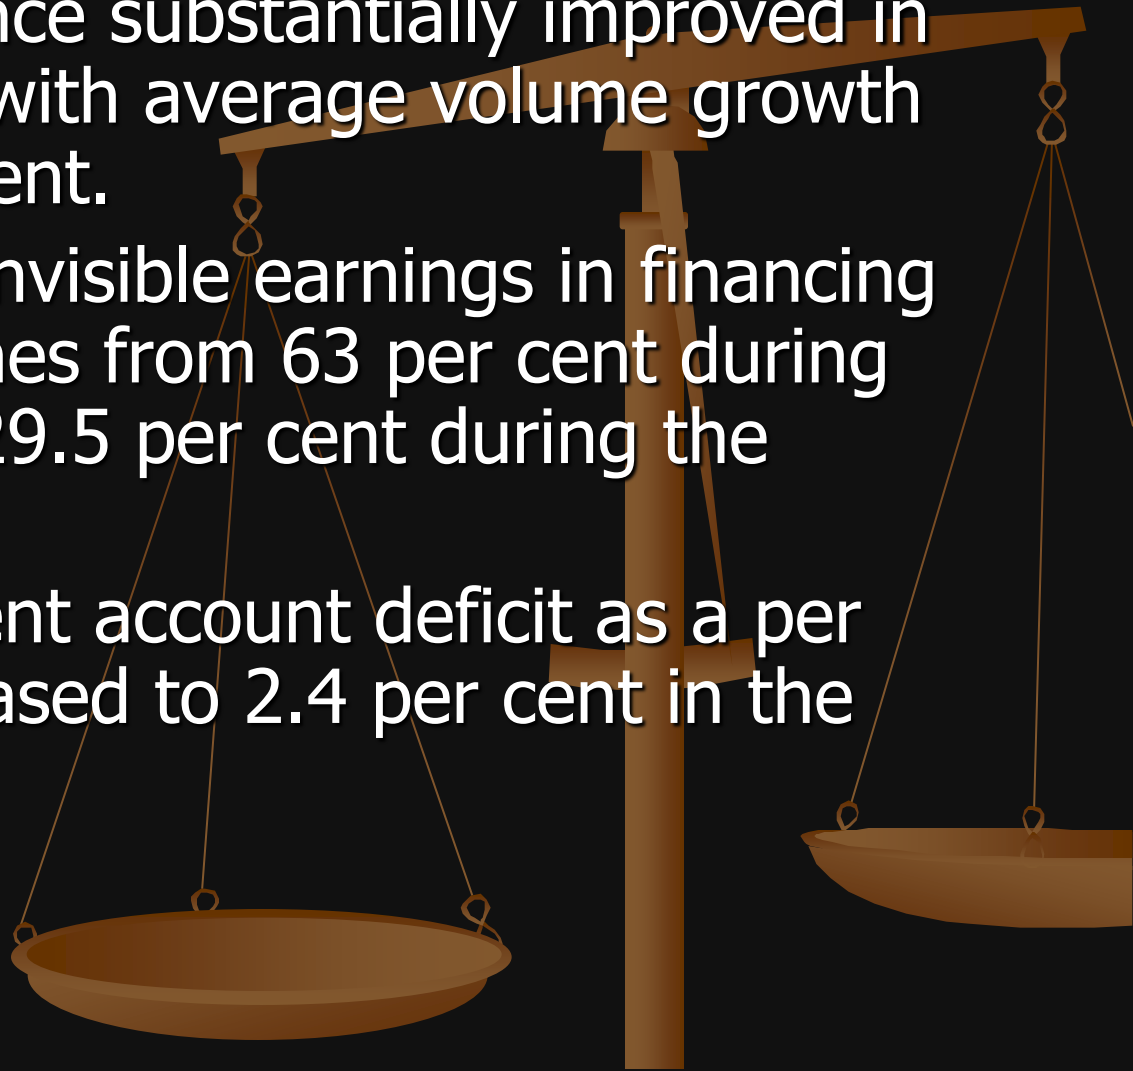 nce substantially improved in
with average volume growth
ent.
nvisible earnings in financing
nes from 63 per cent during
29.5 per cent during the
ent account deficit as a per
ased to 2.4 per cent in the